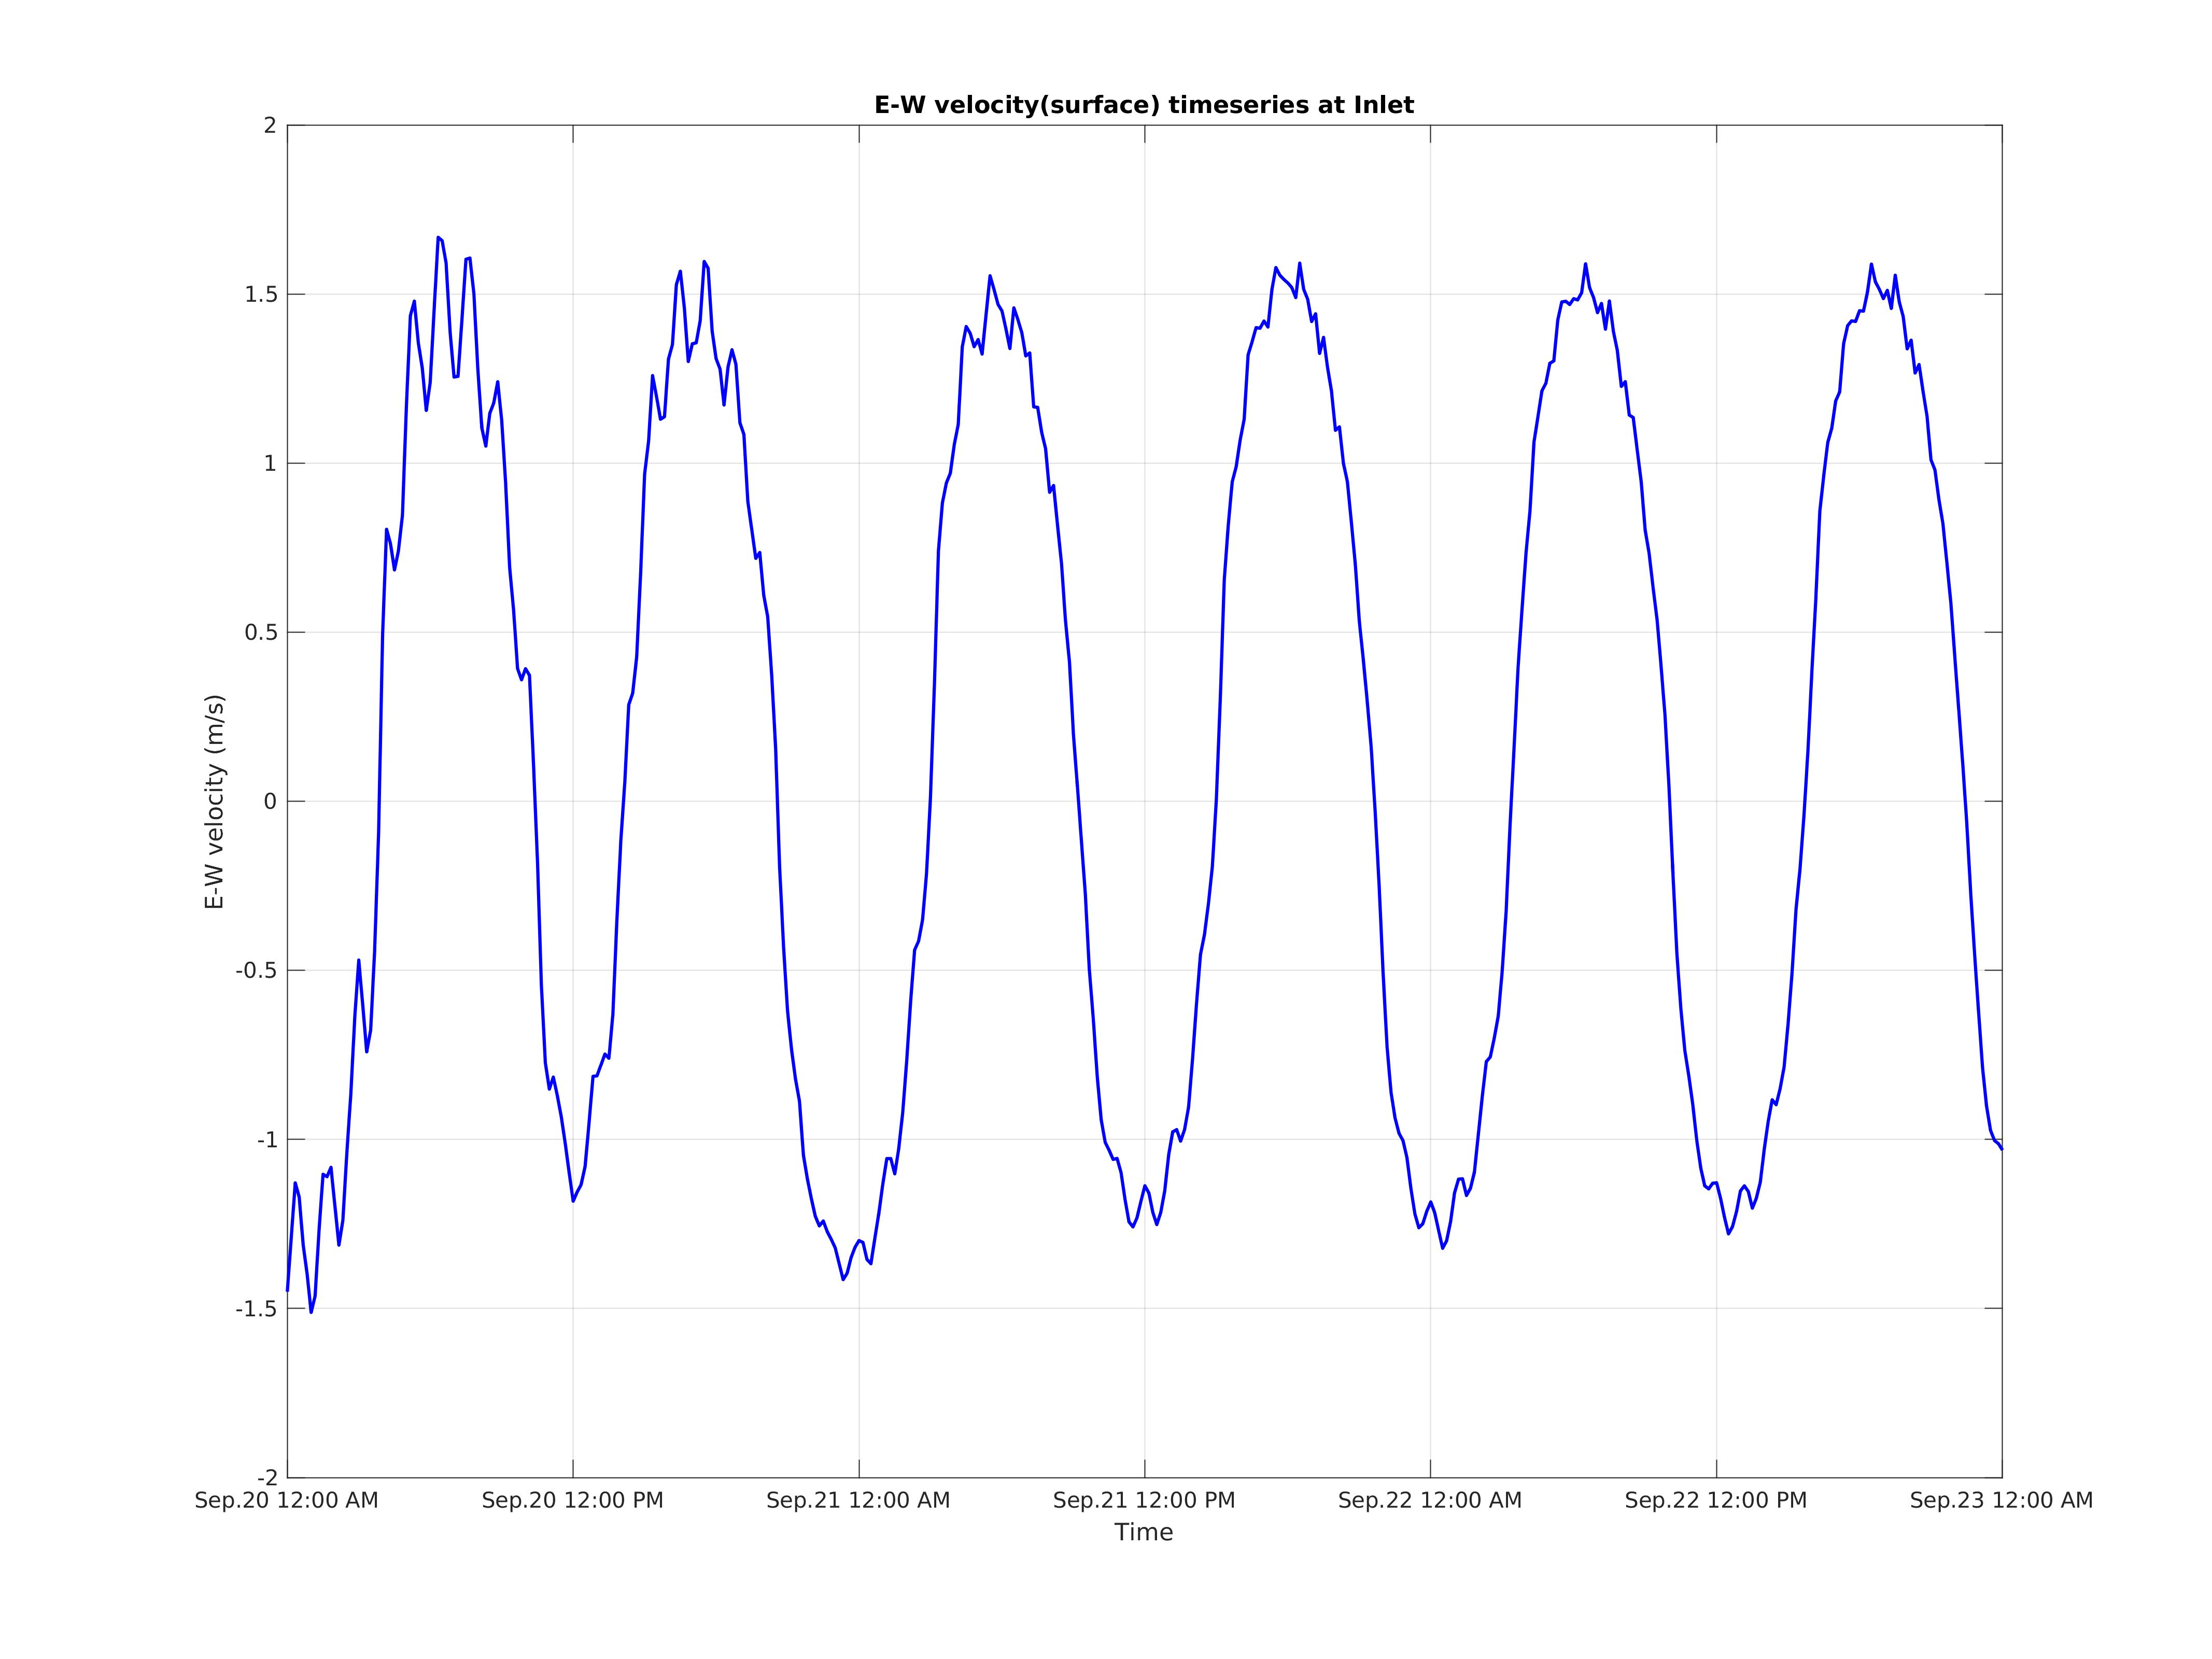 E-W velocity(surface) timeseries at Inlet
2
1.5
1
0.5
0
-0.5
-1
-1.5
-2
E-W velocity (m/s)
Sep.20 12:00 AM
Sep.20 12:00 PM
Sep.21 12:00 AM
Sep.21 12:00 PM
Sep.22 12:00 AM
Sep.22 12:00 PM
Sep.23 12:00 AM
Time